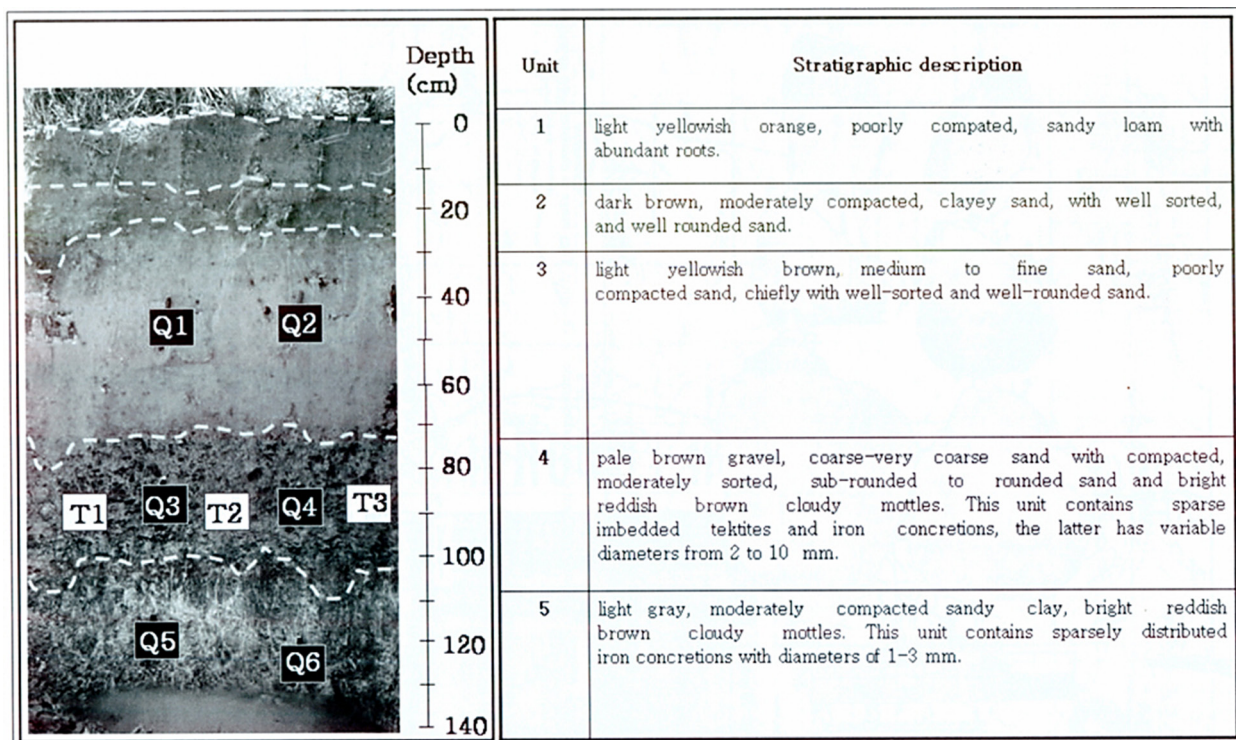 Depth
(cm)
0
20
40
60
80
100
120
140
Q1
Q2
T1
Q3
T2
Q4
T3
Q5
Q6
Unit
Stratigraphic description
1
light yellowish orange, poorly compated, sandy loam with
abundant roots.
2
dark brown, moderately compacted, clayey sand, with well sorted,
and well rounded sand.
3
light yellowish brown, medium to fine sand, poorly
compacted sand, chiefly with well-sorted and well-rounded sand.
4
pale brown gravel, coarse-very coarse sand with compacted,
moderately sorted, sub-rounded to rounded sand and bright
reddish brown cloudy mottles. This unit contains sparse
imbedded tektites and iron concretions, the latter has variable
diameters from 2 to 10 mm.
5
light gray, moderately compacted sandy clay, bright reddish
brown cloudy mottles. This unit contains sparsely distributed
iron concretions with diameters of 1-3 mm.